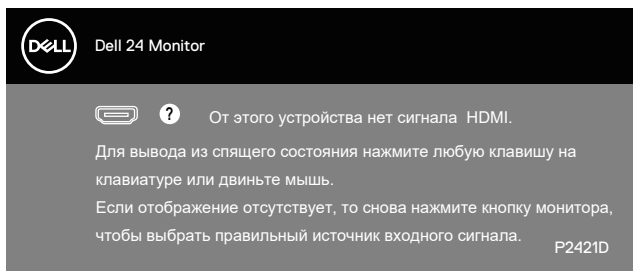 DELL
Dell 24 Monitor
? От этого устройства нет сигнала HDMI.
Для вывода из спящего состояния нажмите любую клавишу на
клавиатуре или двиньте мышь.
Если отображение отсутствует, то снова нажмите кнопку монитора,
чтобы выбрать правильный источник входного сигнала.
P2421D